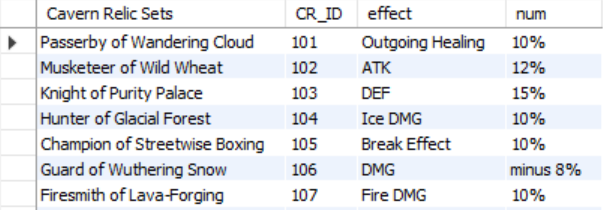 Cavern Relic Sets CR_ID effect num
Passerby of Wandering Cloud 101 Outgoing Healing 10%
Musketeer of Wild Wheat 102 ATK 12%
Knight of Purity Palace 103 DEF 15%
Hunter of Glacial Forest 104 Ice DMG 10%
Champion of Streetwise Boxing 105 Break Effect 10%
Guard of Wuthering Snow 106 DMG minus 8%
Firesmith of Lava-Forging 107 Fire DMG 10%